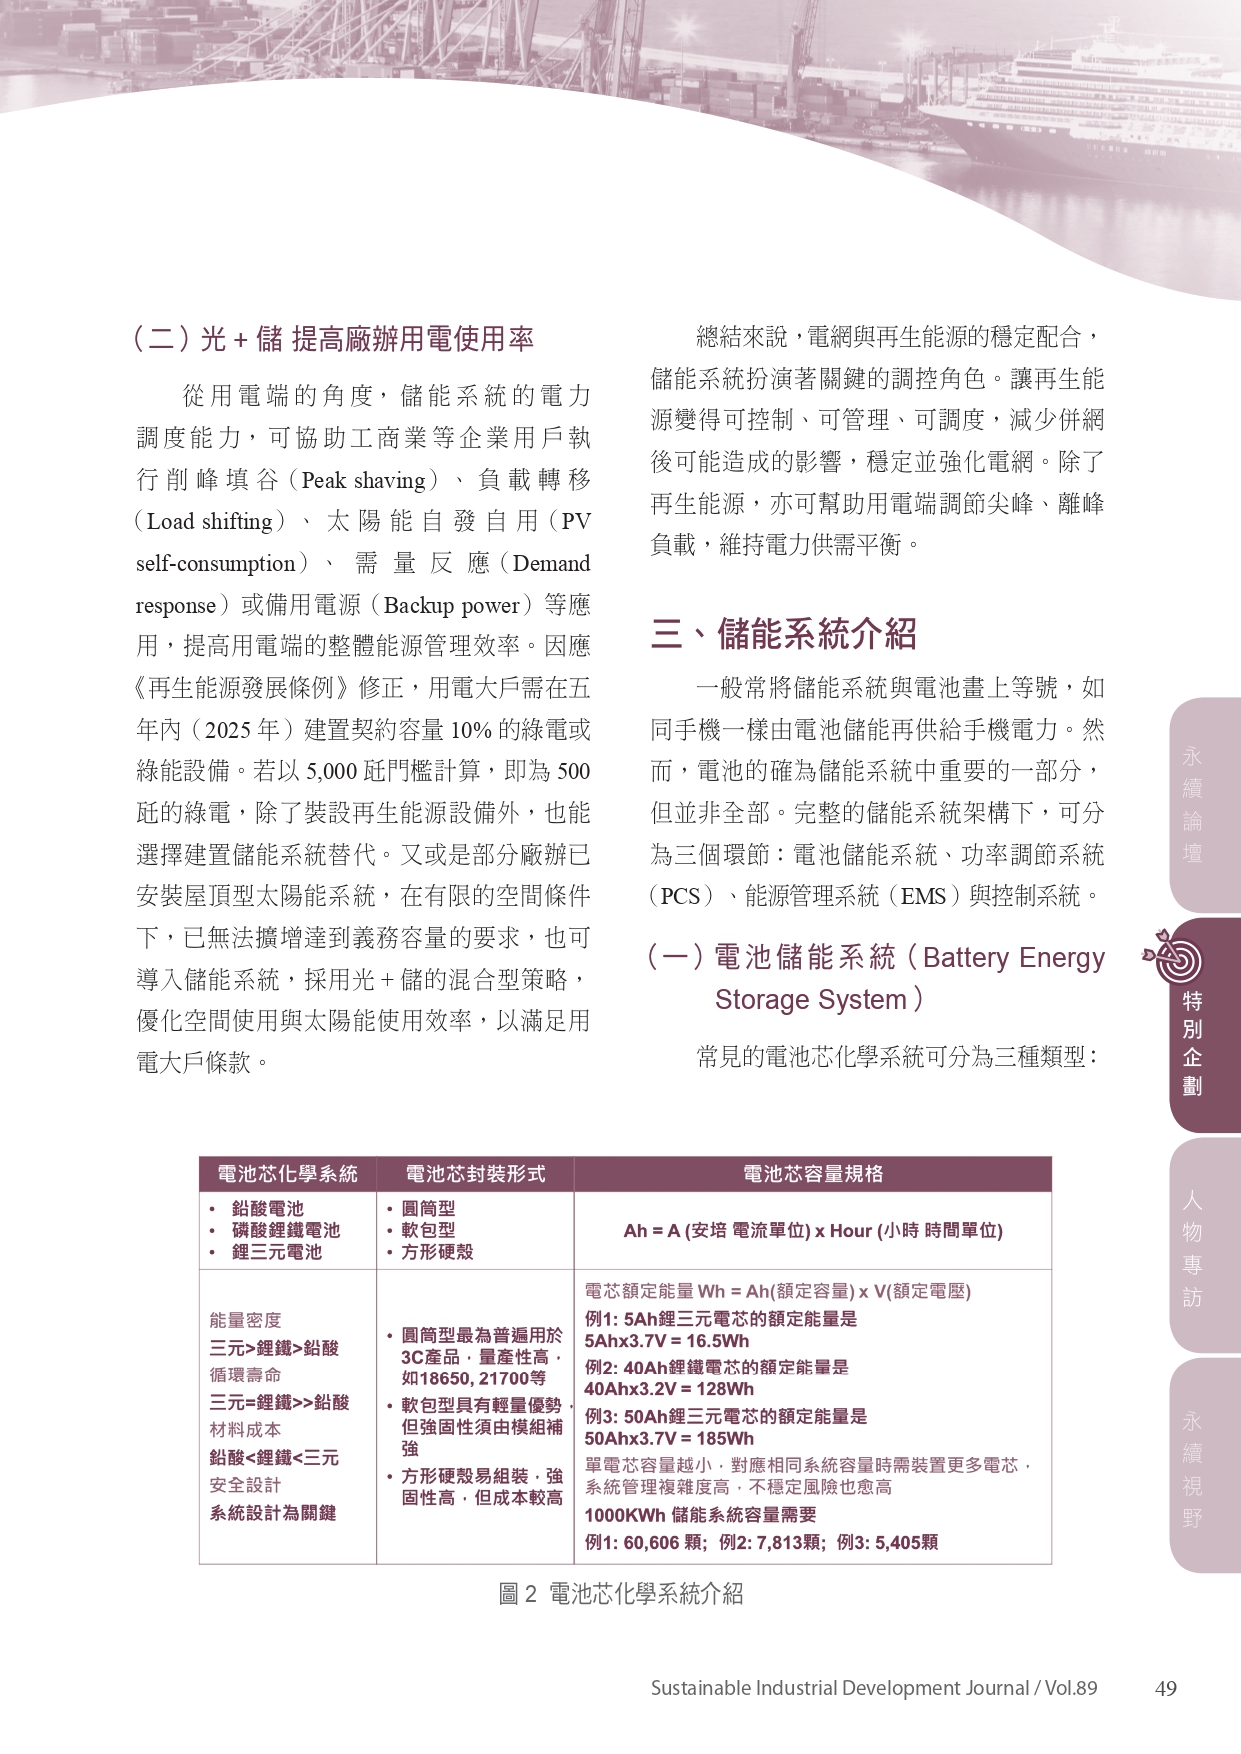 （二）光 + 儲 提高廠辦用電使用率
從用電端的角度，儲能系統的電力
調度能力，可協助工商業等企業用戶執
行削峰填谷（Peak shaving）、負載轉移
（Load shifting）、太陽能自發自用（PV
self-consumption）、需量反應（Demand
response）或備用電源（Backup power）等應
用，提高用電端的整體能源管理效率。因應
《再生能源發展條例》修正，用電大戶需在五
年內（2025 年）建置契約容量 10% 的綠電或
綠能設備。若以 5,000 瓩門檻計算，即為 500
瓩的綠電，除了裝設再生能源設備外，也能
選擇建置儲能系統替代。又或是部分廠辦已
安裝屋頂型太陽能系統，在有限的空間條件
下，已無法擴增達到義務容量的要求，也可
導入儲能系統，採用光 + 儲的混合型策略，
優化空間使用與太陽能使用效率，以滿足用
電大戶條款。
總結來說，電網與再生能源的穩定配合，
儲能系統扮演著關鍵的調控角色。讓再生能
源變得可控制、可管理、可調度，減少併網
後可能造成的影響，穩定並強化電網。除了
再生能源，亦可幫助用電端調節尖峰、離峰
負載，維持電力供需平衡。
三、儲能系統介紹
一般常將儲能系統與電池畫上等號，如
同手機一樣由電池儲能再供給手機電力。然
而，電池的確為儲能系統中重要的一部分，
但並非全部。完整的儲能系統架構下，可分
為三個環節：電池儲能系統、功率調節系統
（PCS）、能源管理系統（EMS）與控制系統。
（一）電池儲能系統（Battery Energy
Storage System）
常見的電池芯化學系統可分為三種類型：
電池芯化學系統
電池芯封裝形式
電池芯容量規格
• 鉛酸電池
• 磷酸鋰鐵電池
• 鋰三元電池
• 圓筒型
• 軟包型
• 方形硬殼
Ah = A (安培 電流單位) x Hour (小時 時間單位)
能量密度
三元>鋰鐵>鉛酸
循環壽命
三元=鋰鐵>>鉛酸
材料成本
鉛酸<鋰鐵<三元
安全設計
系統設計為關鍵
• 圓筒型最為普遍用於
3C產品，量產性高，
如18650, 21700等
• 軟包型具有輕量優勢，
但強固性須由模組補
強
• 方形硬殼易組裝，強
固性高，但成本較高
電芯額定能量 Wh = Ah(額定容量) x V(額定電壓)
例1: 5Ah鋰三元電芯的額定能量是
5Ahx3.7V = 16.5Wh
例2: 40Ah鋰鐵電芯的額定能量是
40Ahx3.2V = 128Wh
例3: 50Ah鋰三元電芯的額定能量是
50Ahx3.7V = 185Wh
單電芯容量越小，對應相同系統容量時需裝置更多電芯，
系統管理複雜度高，不穩定風險也愈高
1000KWh 儲能系統容量需要
例1: 60,606 顆; 例2: 7,813顆; 例3: 5,405顆
圖 2 電池芯化學系統介紹
永續論壇
特別企劃
人物專訪
永續視野
Sustainable Industrial Development Journal / Vol.89
49